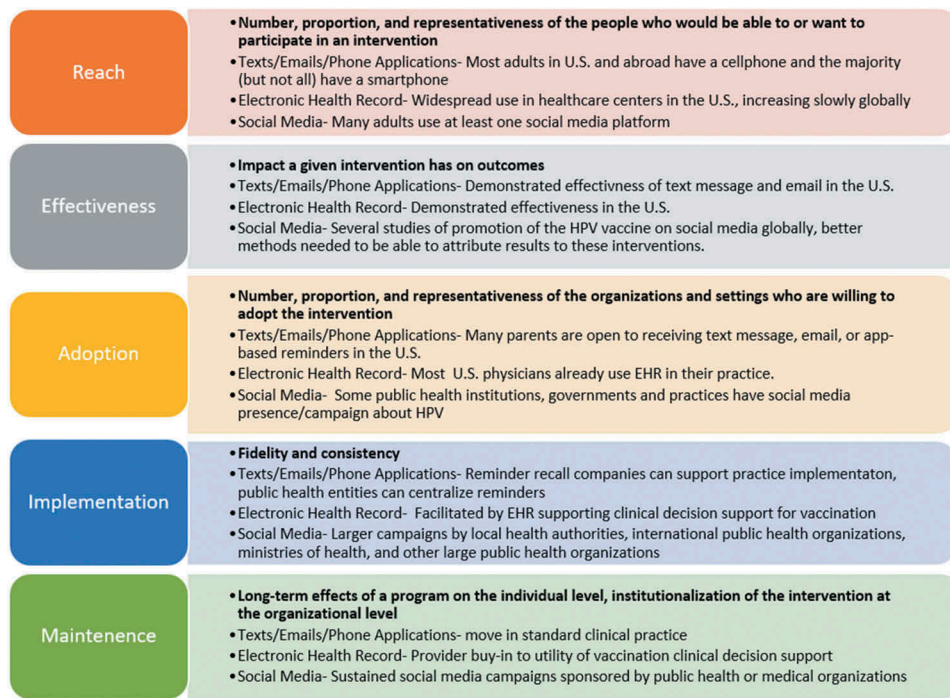 Reach
•Number, proportion, and representativeness of the people who would be able to or want to
participate in an intervention
•Texts/Emails/Phone Applications- Most adults in U.S. and abroad have a cellphone and the majority
(but not all) have a smartphone
•Electronic Health Record- Widespread use in healthcare centers in the U.S., increasing slowly globally
•Social Media- Many adults use at least one social media platform
Effectiveness
•Impact a given intervention has on outcomes
•Texts/Emails/Phone Applications- Demonstrated effectivness of text message and email in the U.S.
•Electronic Health Record- Demonstrated effectiveness in the U.S.
•Social Media- Several studies of promotion of the HPV vaccine on social media globally, better
methods needed to be able to attribute results to these interventions.
Adoption
•Number, proportion, and representativeness of the organizations and settings who are willing to
adopt the intervention
•Texts/Emails/Phone Applications- Many parents are open to receiving text message, email, or app-
based reminders in the U.S.
•Electronic Health Record- Most U.S. physicians already use EHR in their practice.
•Social Media- Some public health institutions, governments and practices have social media
presence/campaign about HPV
Implementation
•Fidelity and consistency
•Texts/Emails/Phone Applications- Reminder recall companies can support practice implementaton,
public health entities can centralize reminders
•Electronic Health Record- Facilitated by EHR supporting clinical decision support for vaccination
•Social Media- Larger campaigns by local health authorities, international public health organizations,
ministries of health, and other large public health organizations
Maintenence
•Long-term effects of a program on the individual level, institutionalization of the intervention at
the organizational level
•Texts/Emails/Phone Applications- move in standard clinical practice
•Electronic Health Record- Provider buy-in to utility of vaccination clinical decision support
•Social Media- Sustained social media campaigns sponsored by public health or medical organizations